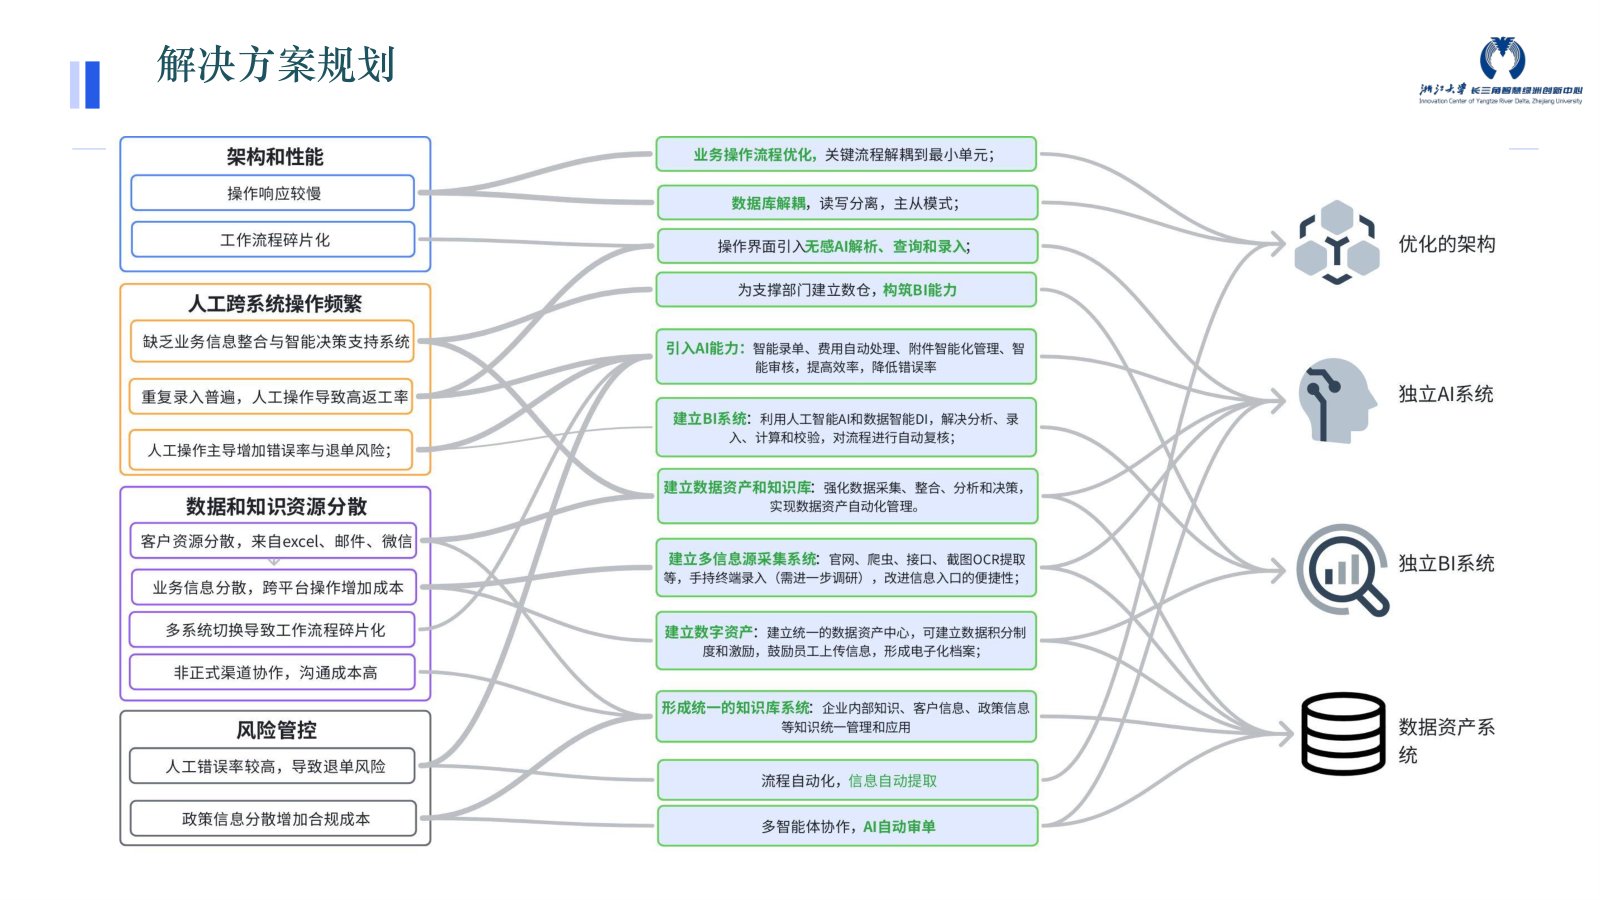 解决方案规划
浙江大学 长三角智慧绿洲创新中心
Innovation Center of Yangtze River Delta, Zhejiang University
架构和性能
操作响应较慢
工作流程碎片化
人工跨系统操作频繁
缺乏业务信息整合与智能决策支持系统
重复录入普遍，人工操作导致高返工率
人工操作主导增加错误率与退单风险；
数据和知识资源分散
客户资源分散，来自excel、邮件、微信
业务信息分散，跨平台操作增加成本
多系统切换导致工作流程碎片化
非正式渠道协作，沟通成本高
风险管控
人工错误率较高，导致退单风险
政策信息分散增加合规成本
业务操作流程优化，关键流程解耦到最小单元；
数据库解耦，读写分离，主从模式；
操作界面引入无感AI解析、查询和录入；
为支撑部门建立数仓，构筑BI能力
引入AI能力：智能录单、费用自动处理、附件智能化管理、智
能审核，提高效率，降低错误率
建立BI系统：利用人工智能AI和数据智能DI，解决分析、录
入、计算和校验，对流程进行自动复核；
建立数据资产和知识库：强化数据采集、整合、分析和决策，
实现数据资产自动化管理。
建立多信息源采集系统：官网、爬虫、接口、截图OCR提取
等，手持终端录入（需进一步调研），改进信息入口的便捷性；
建立数字资产：建立统一的数据资产中心，可建立数据积分制
度和激励，鼓励员工上传信息，形成电子化档案；
形成统一的知识库系统：企业内部知识、客户信息、政策信息
等知识统一管理和应用
流程自动化，信息自动提取
多智能体协作，AI自动审单
优化的架构
独立AI系统
独立BI系统
数据资产系
统